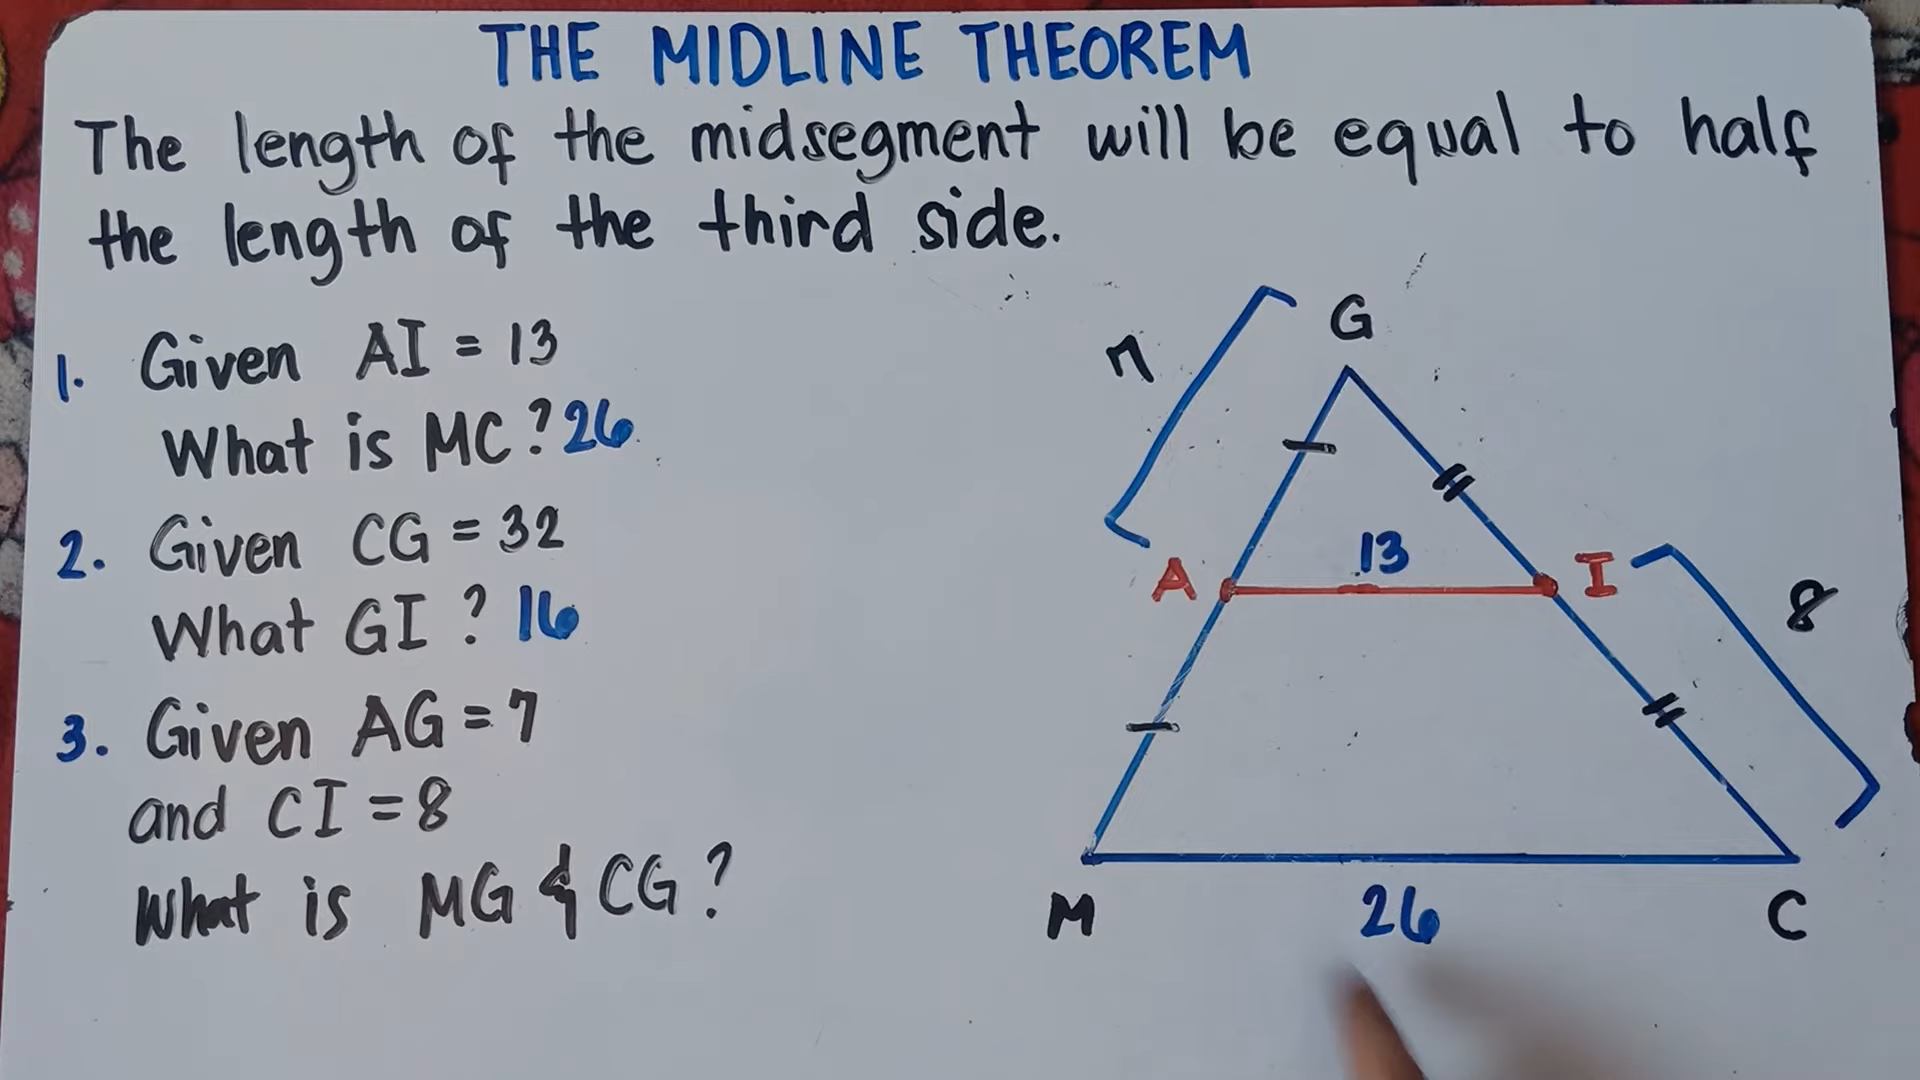 THE MIDLINE THEOREM
The length of the midsegment will be equal to half
the length of the third side.
1. Given AI = 13
What is MC? 26
2. Given CG = 32
What GI? 16
3. Given AG = 7
and CI = 8
What is MG & CG?
G
7
13
A
I
8
M
26
C